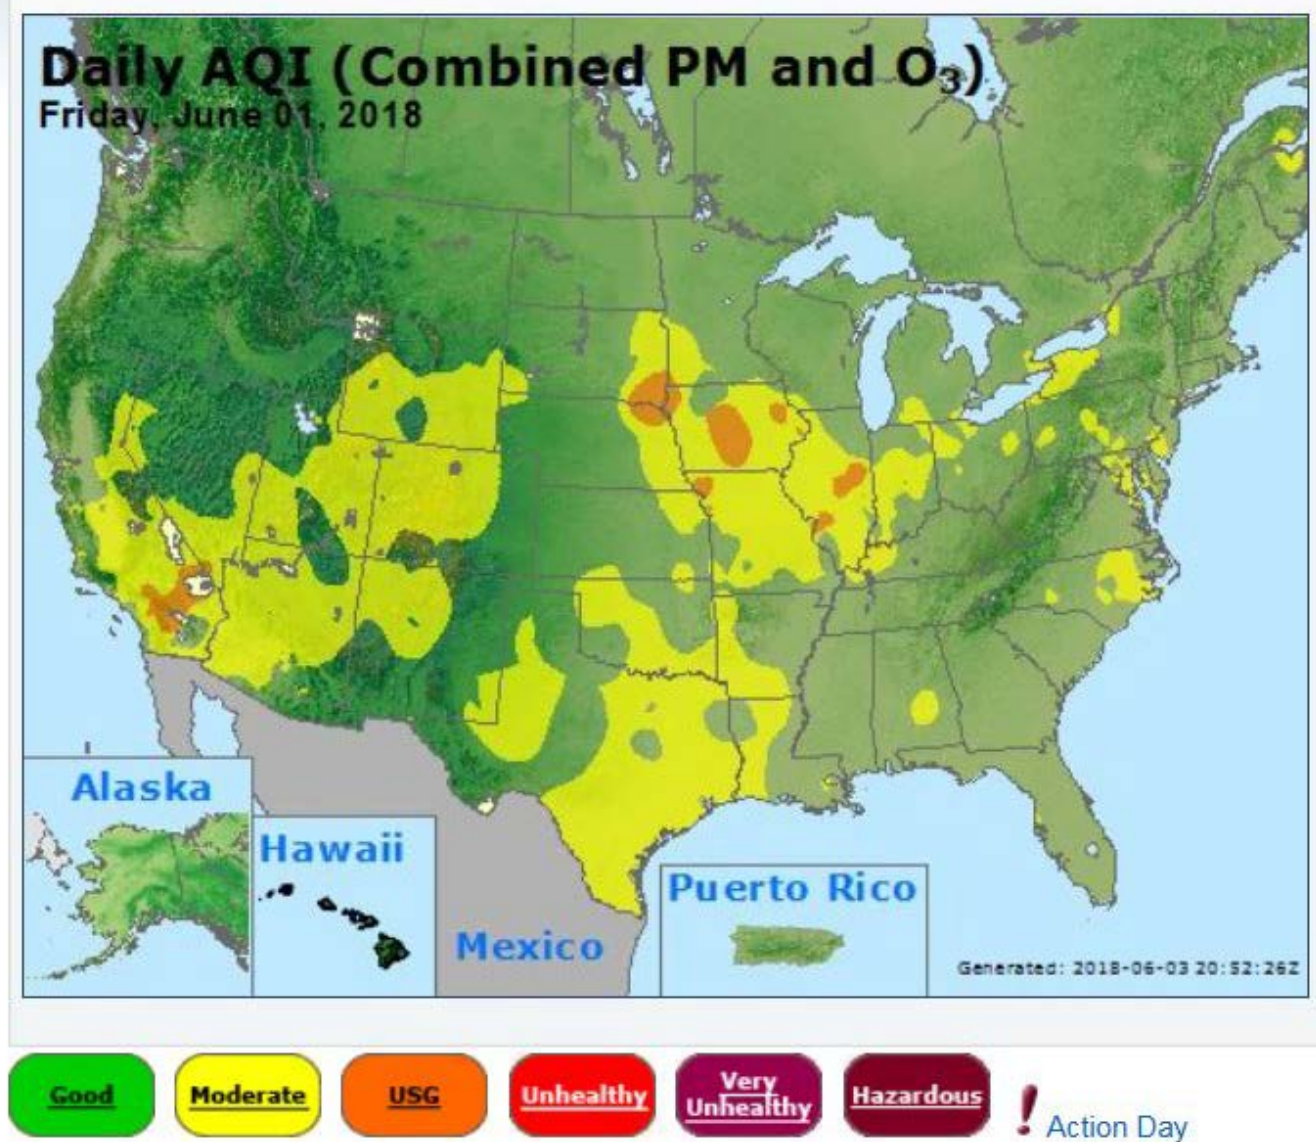 Daily AQI (Combined PM and O₃)
Friday, June 01, 2018
Alaska
Hawaii
Puerto Rico
Mexico
Generated: 2018-06-03 20:52:26Z
Good
Moderate
USG
Unhealthy
Very
Unhealthy
Hazardous
! Action Day